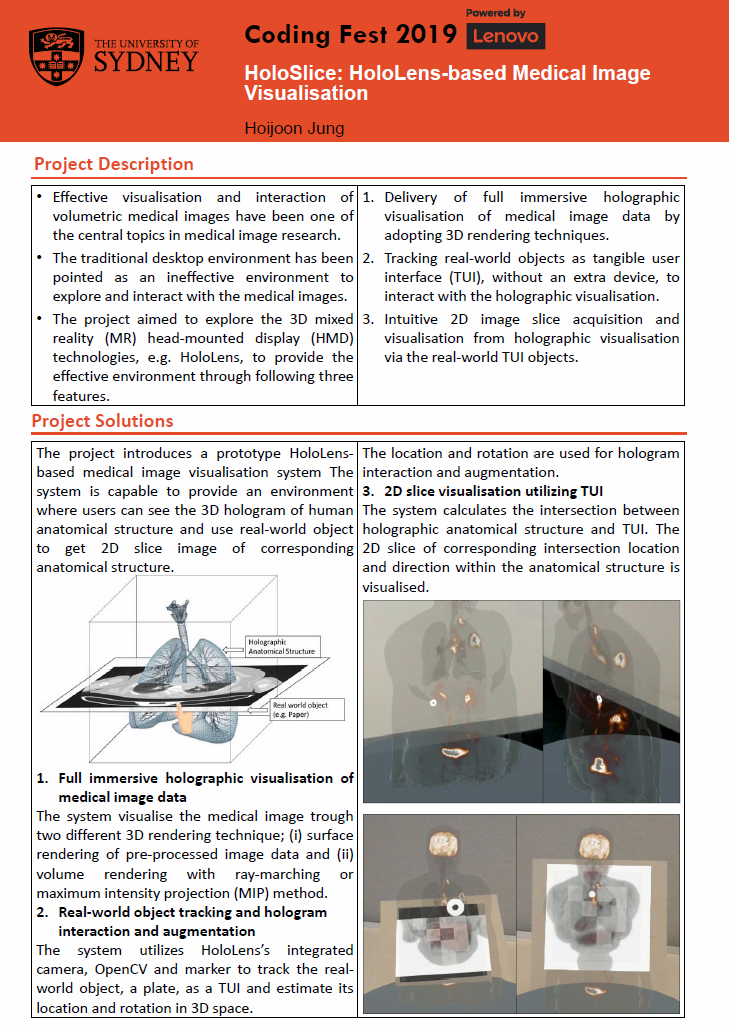 THE UNIVERSITY OF
SYDNEY
Coding Fest 2019
Powered by
Lenovo
HoloSlice: HoloLens-based Medical Image
Visualisation
Hoijoon Jung
Project Description
• Effective visualisation and interaction of
volumetric medical images have been one of
the central topics in medical image research.
• The traditional desktop environment has been
pointed as an ineffective environment to
explore and interact with the medical images.
• The project aimed to explore the 3D mixed
reality (MR) head-mounted display (HMD)
technologies, e.g. HoloLens, to provide the
effective environment through following three
features.
1. Delivery of full immersive holographic
visualisation of medical image data by
adopting 3D rendering techniques.
2. Tracking real-world objects as tangible user
interface (TUI), without an extra device, to
interact with the holographic visualisation.
3. Intuitive 2D image slice acquisition and
visualisation from holographic visualisation
via the real-world TUI objects.
Project Solutions
The project introduces a prototype HoloLens-
based medical image visualisation system The
system is capable to provide an environment
where users can see the 3D hologram of human
anatomical structure and use real-world object
to get 2D slice image of corresponding
anatomical structure.
Holographic
Anatomical Structure
Real world object
(e.g. Paper)
1. Full immersive holographic visualisation of
medical image data
The system visualise the medical image trough
two different 3D rendering technique; (i) surface
rendering of pre-processed image data and (ii)
volume rendering with ray-marching or
maximum intensity projection (MIP) method.
2. Real-world object tracking and hologram
interaction and augmentation
The system utilizes HoloLens's integrated
camera, OpenCV and marker to track the real-
world object, a plate, as a TUI and estimate its
location and rotation in 3D space.
The location and rotation are used for hologram
interaction and augmentation.
3. 2D slice visualisation utilizing TUI
The system calculates the intersection between
holographic anatomical structure and TUI. The
2D slice of corresponding intersection location
and direction within the anatomical structure is
visualised.